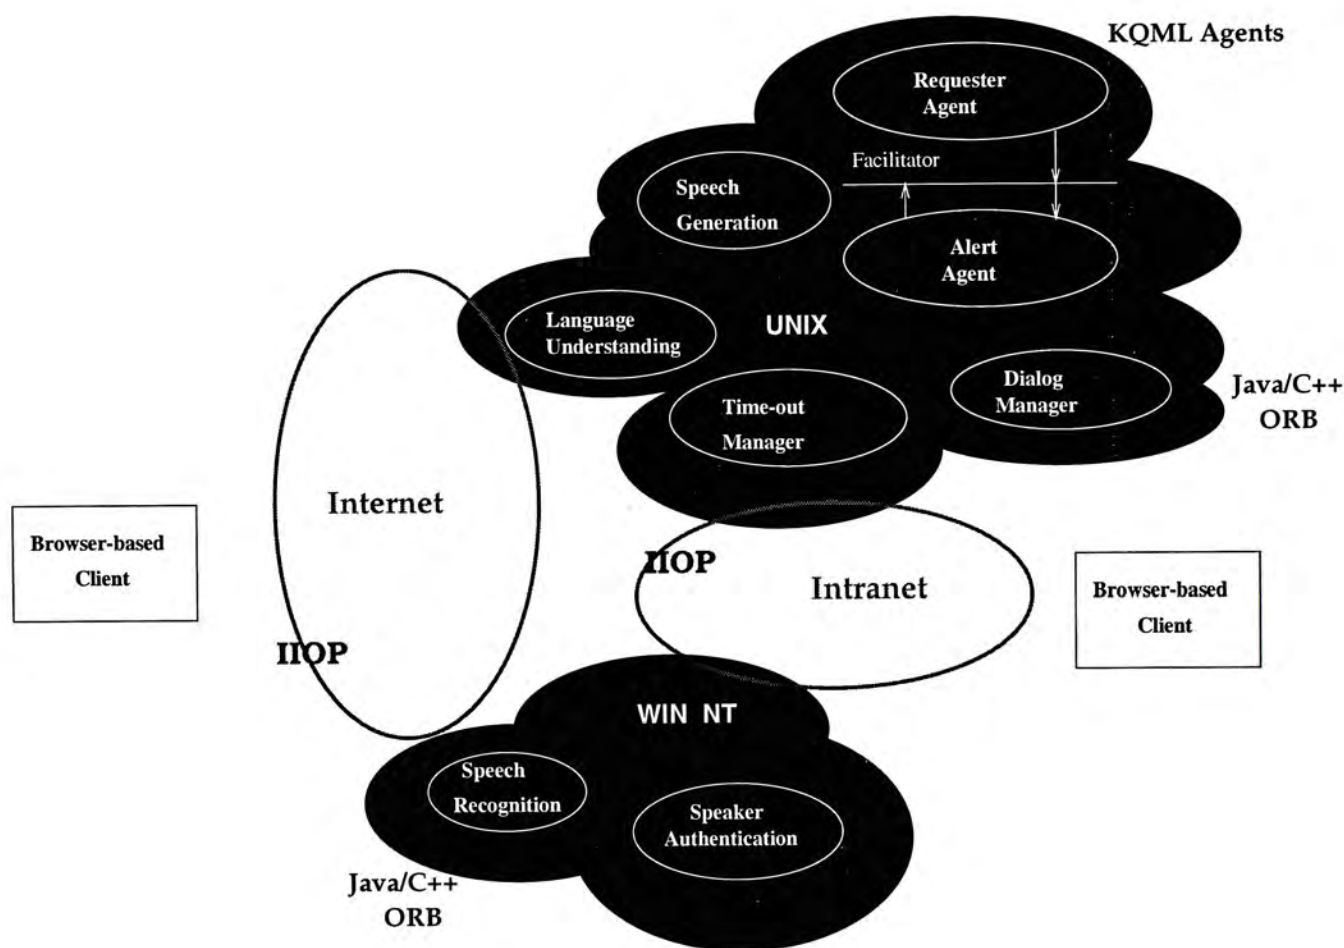 KQML Agents
Requester
Agent
Facilitator
Speech
Generation
Alert
Agent
Language
Understanding
UNIX
Dialog
Manager
Java/C++
ORB
Time-out
Manager
Internet
Browser-based
Client
IIOP
Intranet
Browser-based
Client
IIOP
WIN NT
Speech
Recognition
Speaker
Authentication
Java/C++
ORB